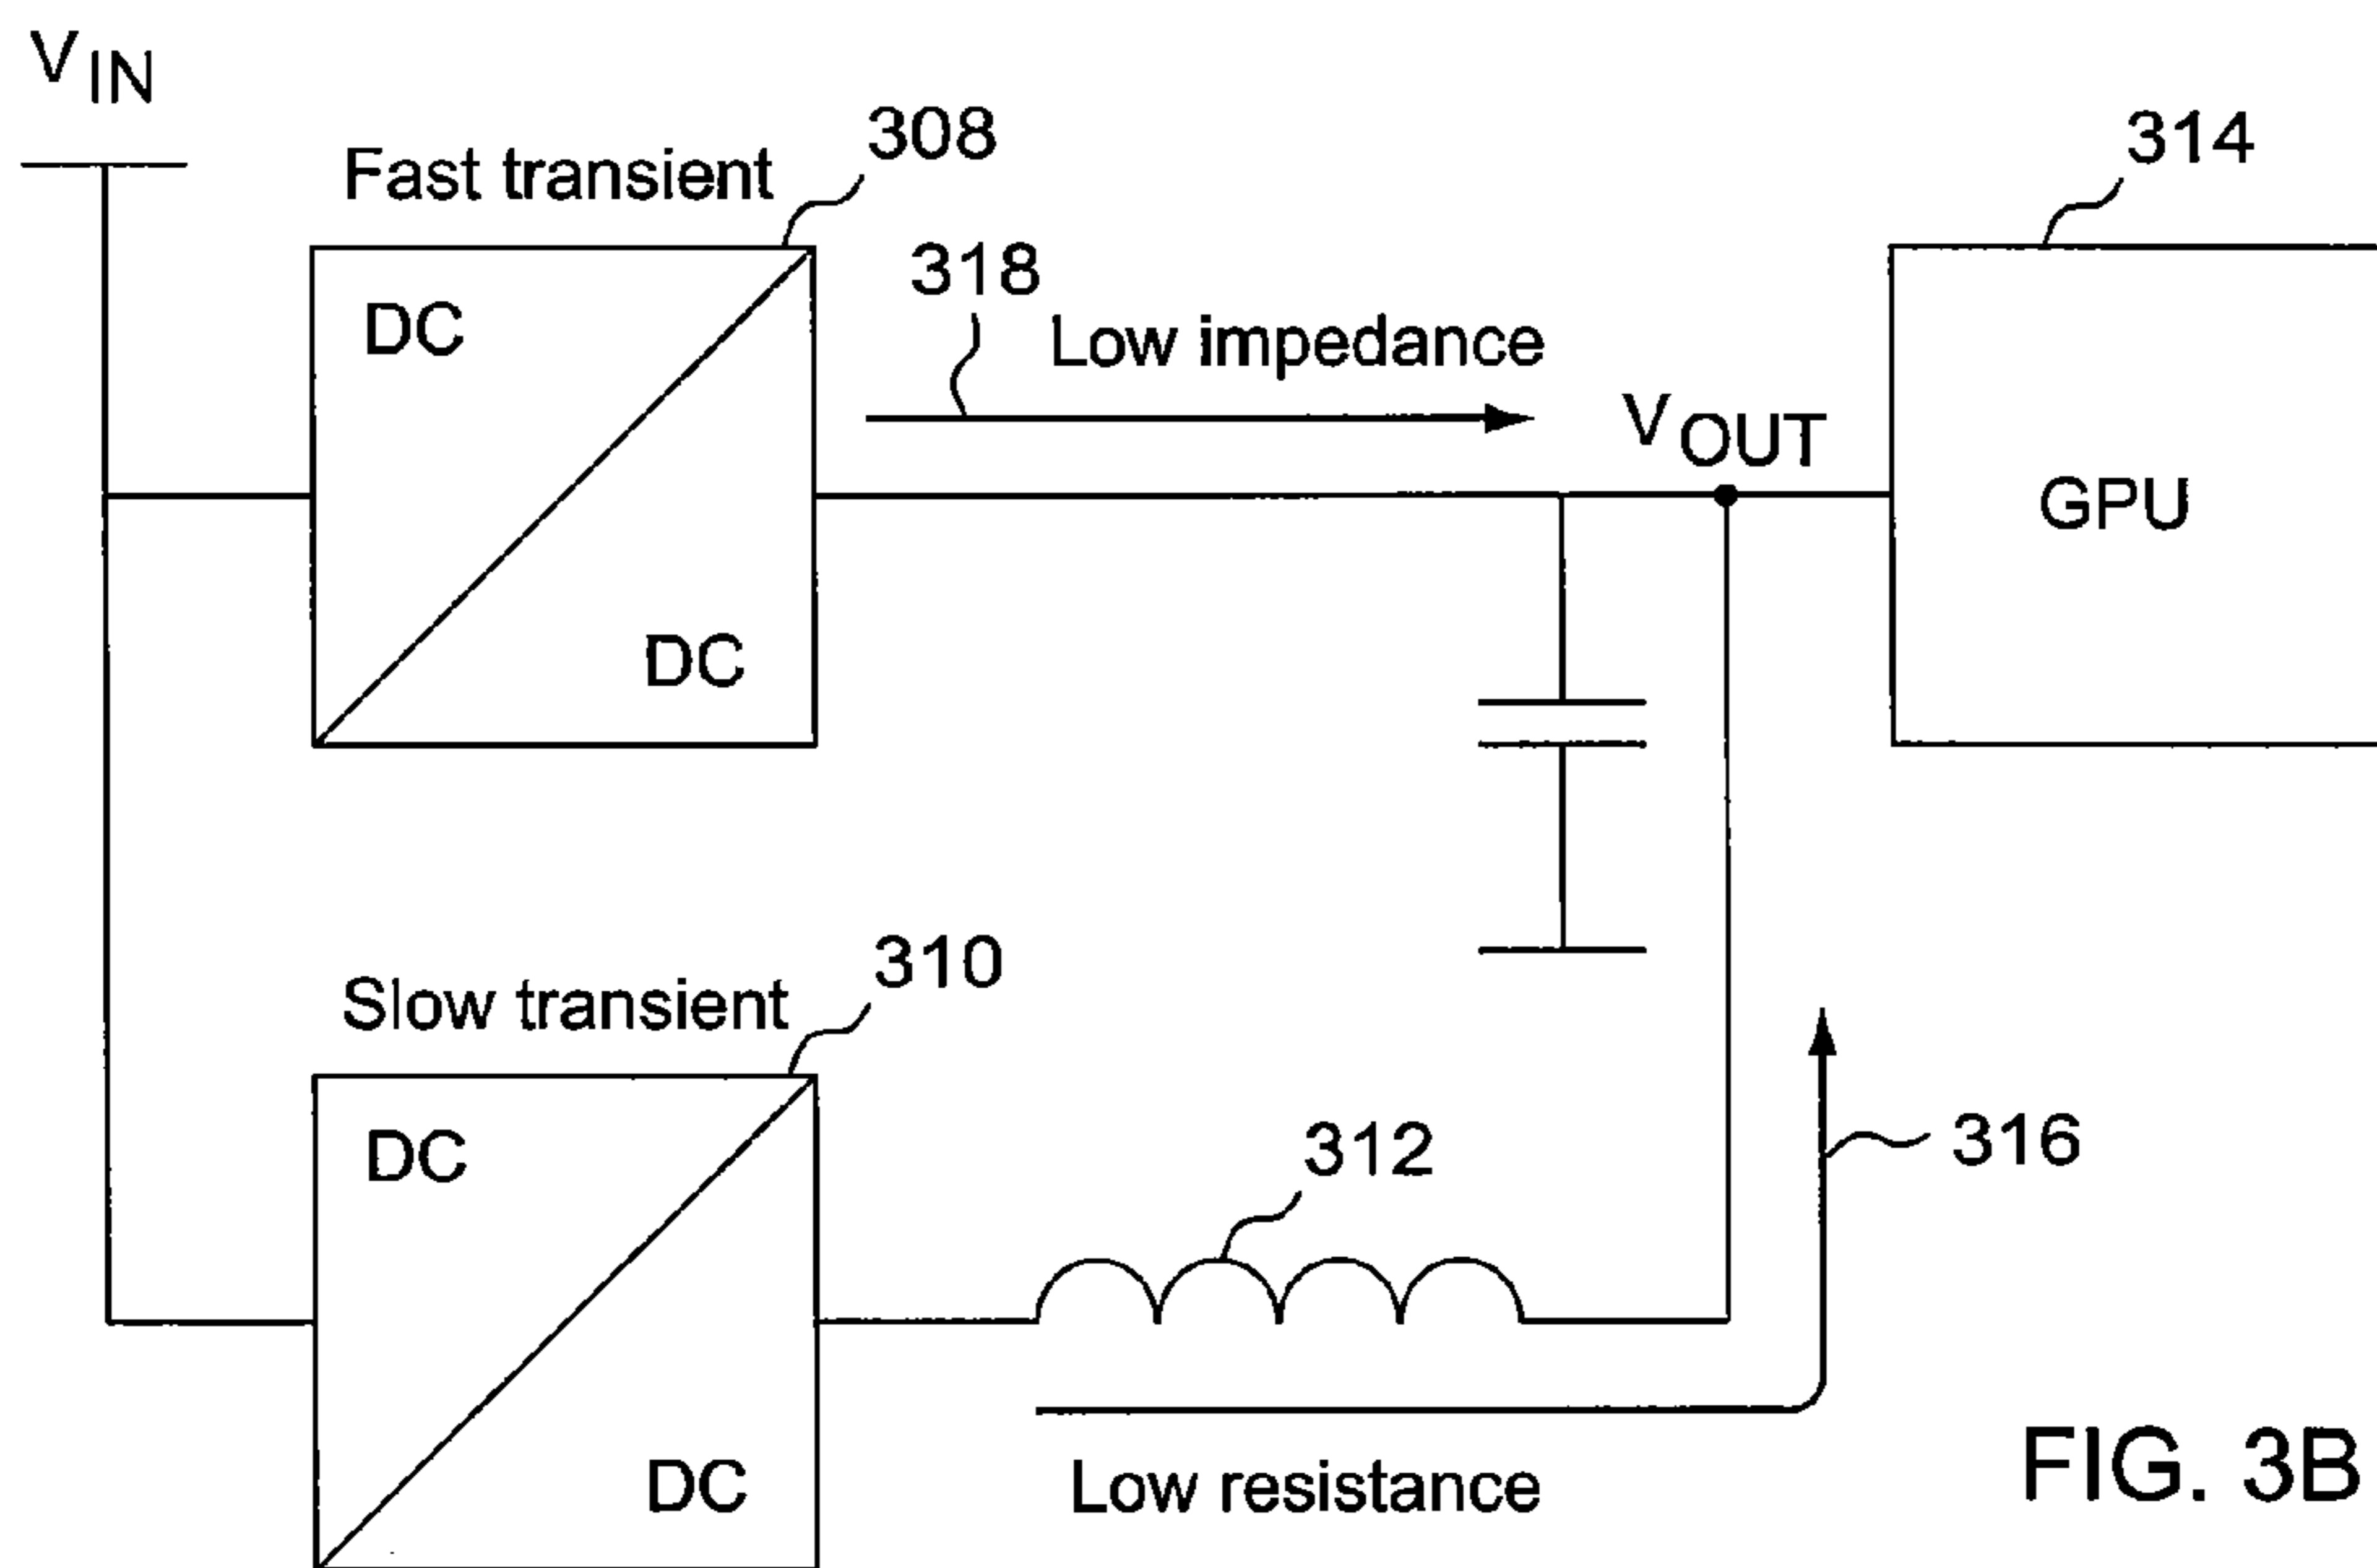 VIN
308
Fast transient
314
318
DC
Low impedance
VOUT
GPU
DC
310
Slow transient
312
316
DC
FIG. 3B
Low resistance
DC